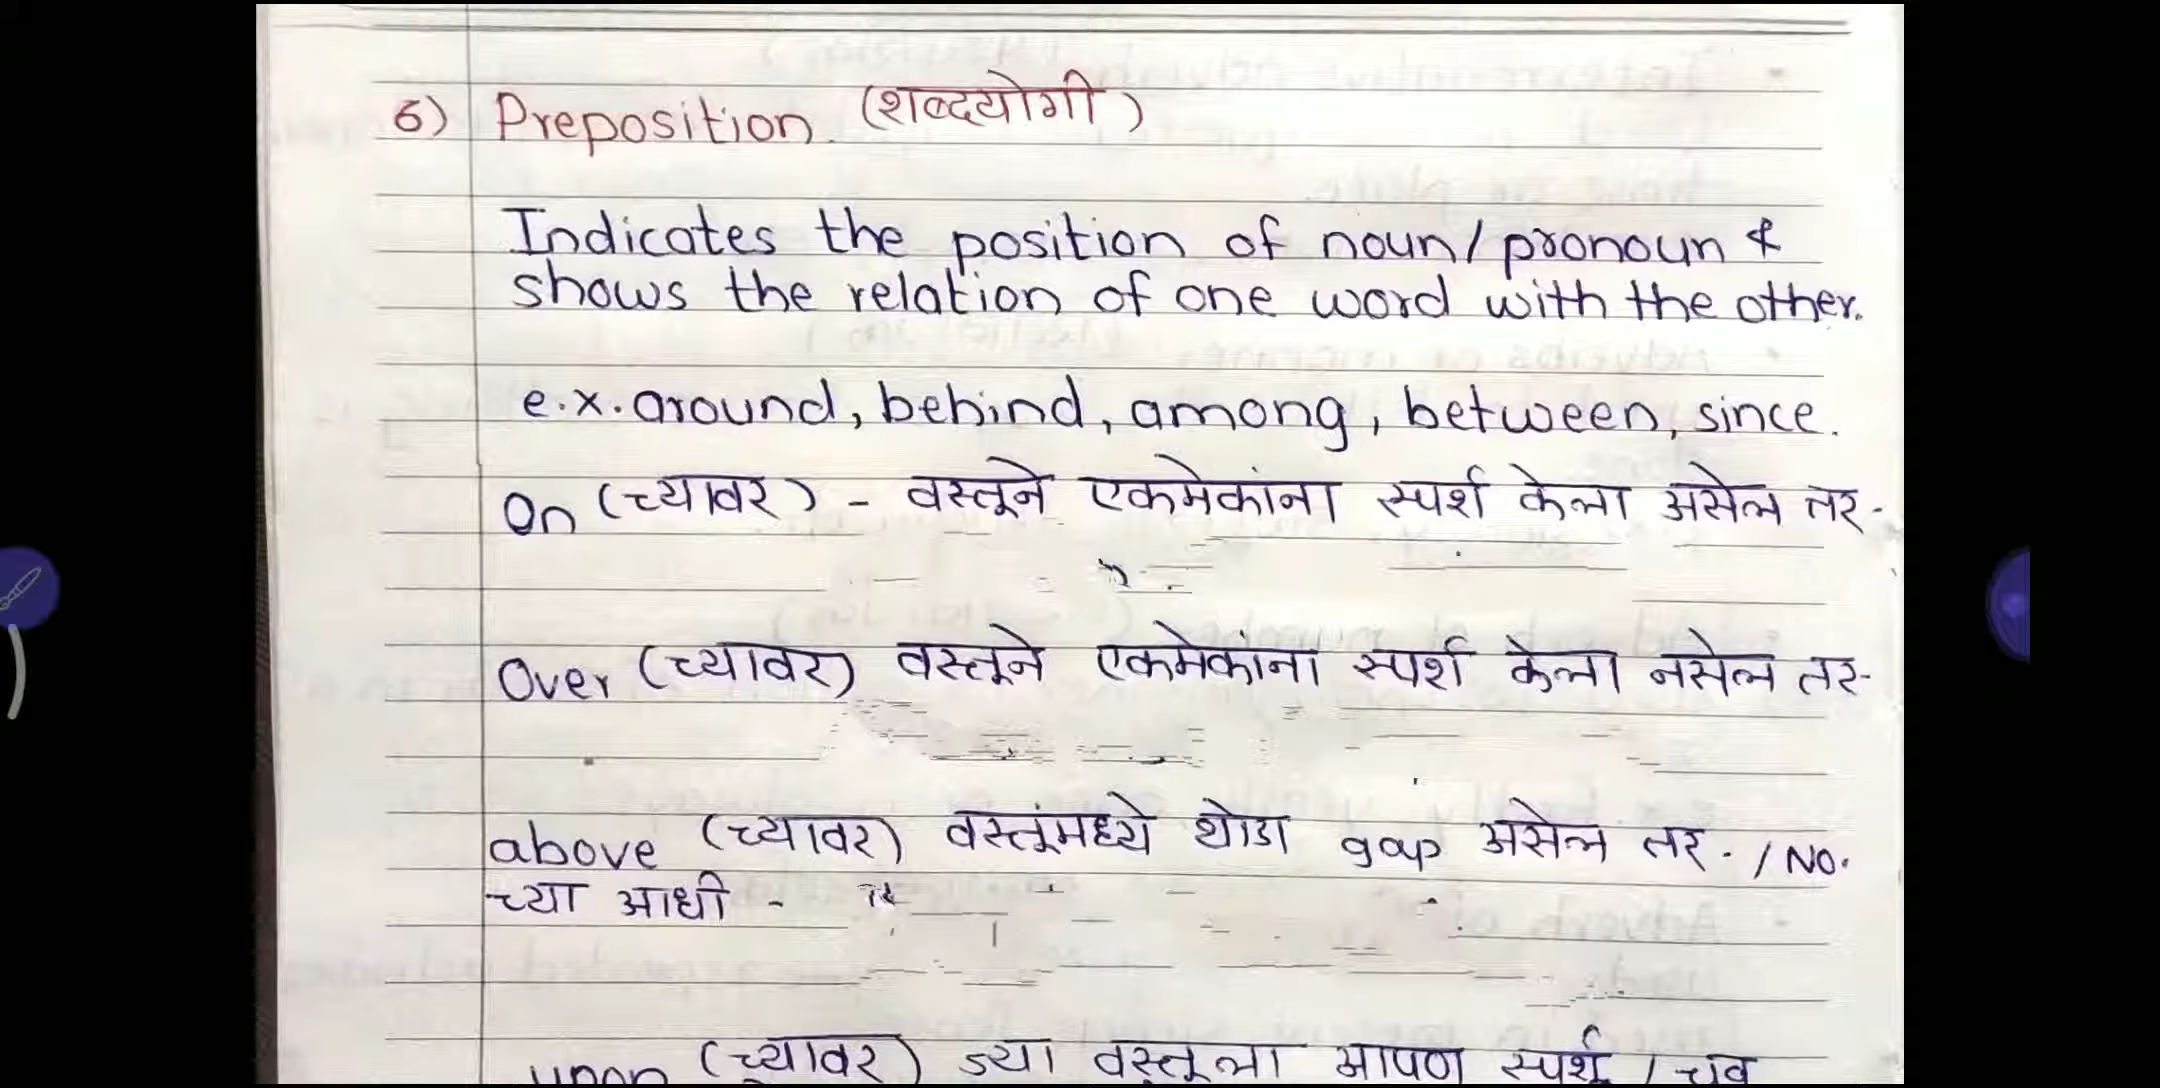 6) Preposition. (शब्दयोगी)
Indicates the position of noun/pronoun &
shows the relation of one word with the other.
e.x. around, behind, among, between, since.
On (च्यावर) - वस्तूने एकमेकांना स्पर्श केला असेल तर-
Over (च्यावर) वस्तूने एकमेकांना स्पर्श केला नसेल तर-
above (च्यावर) वस्तूंमध्ये थोडा gap असेल तर. / No.
च्या आधी -
upon (च्यावर) ज्या वस्तूला आपण स्पर्श /